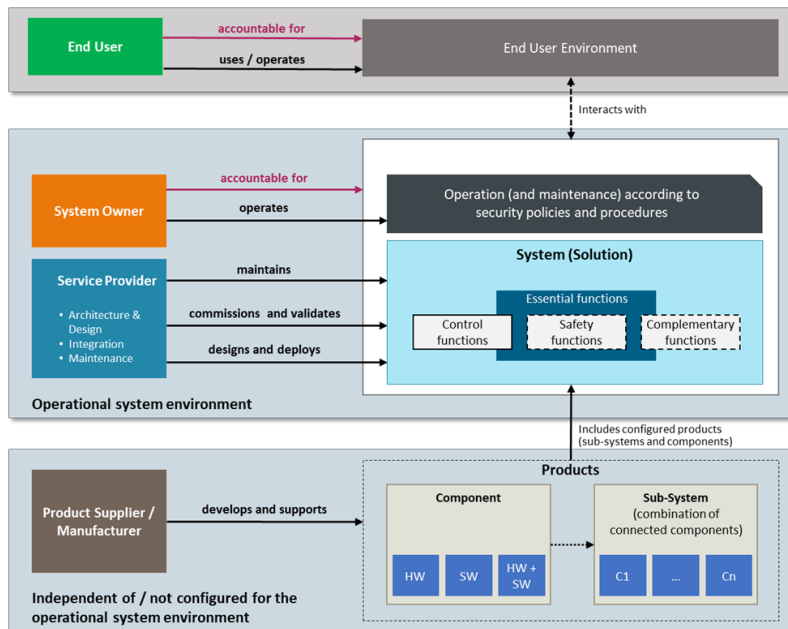 End User
accountable for
uses / operates
End User Environment
Interacts with
System Owner
accountable for
operates
Operation (and maintenance) according to
security policies and procedures
Service Provider
• Architecture &
Design
• Integration
• Maintenance
maintains
commissions and validates
designs and deploys
System (Solution)
Essential functions
Control
functions
Safety
functions
Complementary
functions
Operational system environment
Includes configured products
(sub-systems and components)
Product Supplier /
Manufacturer
develops and supports
Products
Component
HW
SW
HW +
SW
Sub-System
(combination of
connected components)
C1
...
Cn
Independent of / not configured for the
operational system environment